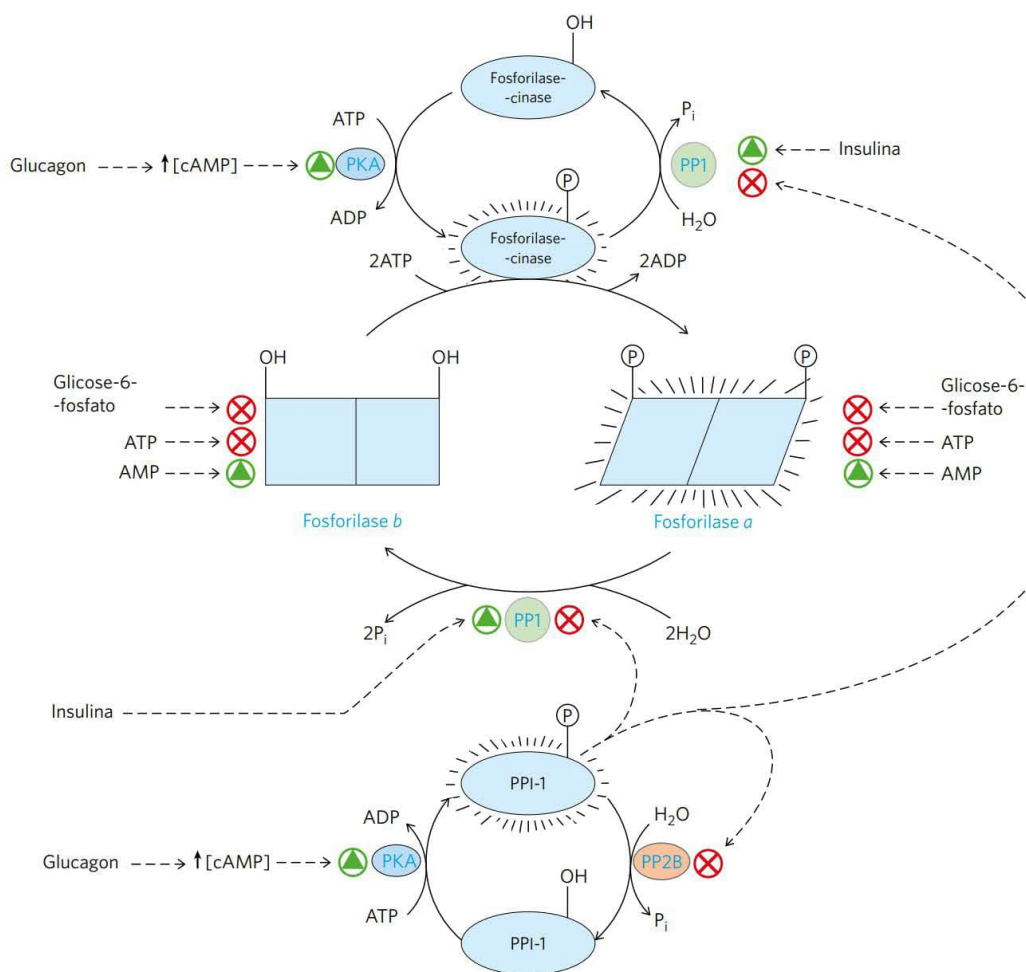 OH
Fosforilase-
-cinase
ATP
P
i
Glucagon
↑[cAMP]
PKA
PP1
Insulina
ADP
P
H2O
Fosforilase-
-cinase
2ATP
2ADP
OH
OH
P
P
Glicose-6-
-fosfato
Glicose-6-
-fosfato
ATP
ATP
AMP
AMP
Fosforilase b
Fosforilase a
2Pi
PP1
2H2O
Insulina
P
PPI-1
ADP
H2O
Glucagon
↑[cAMP]
PKA
PP2B
OH
ATP
Pi
PPI-1